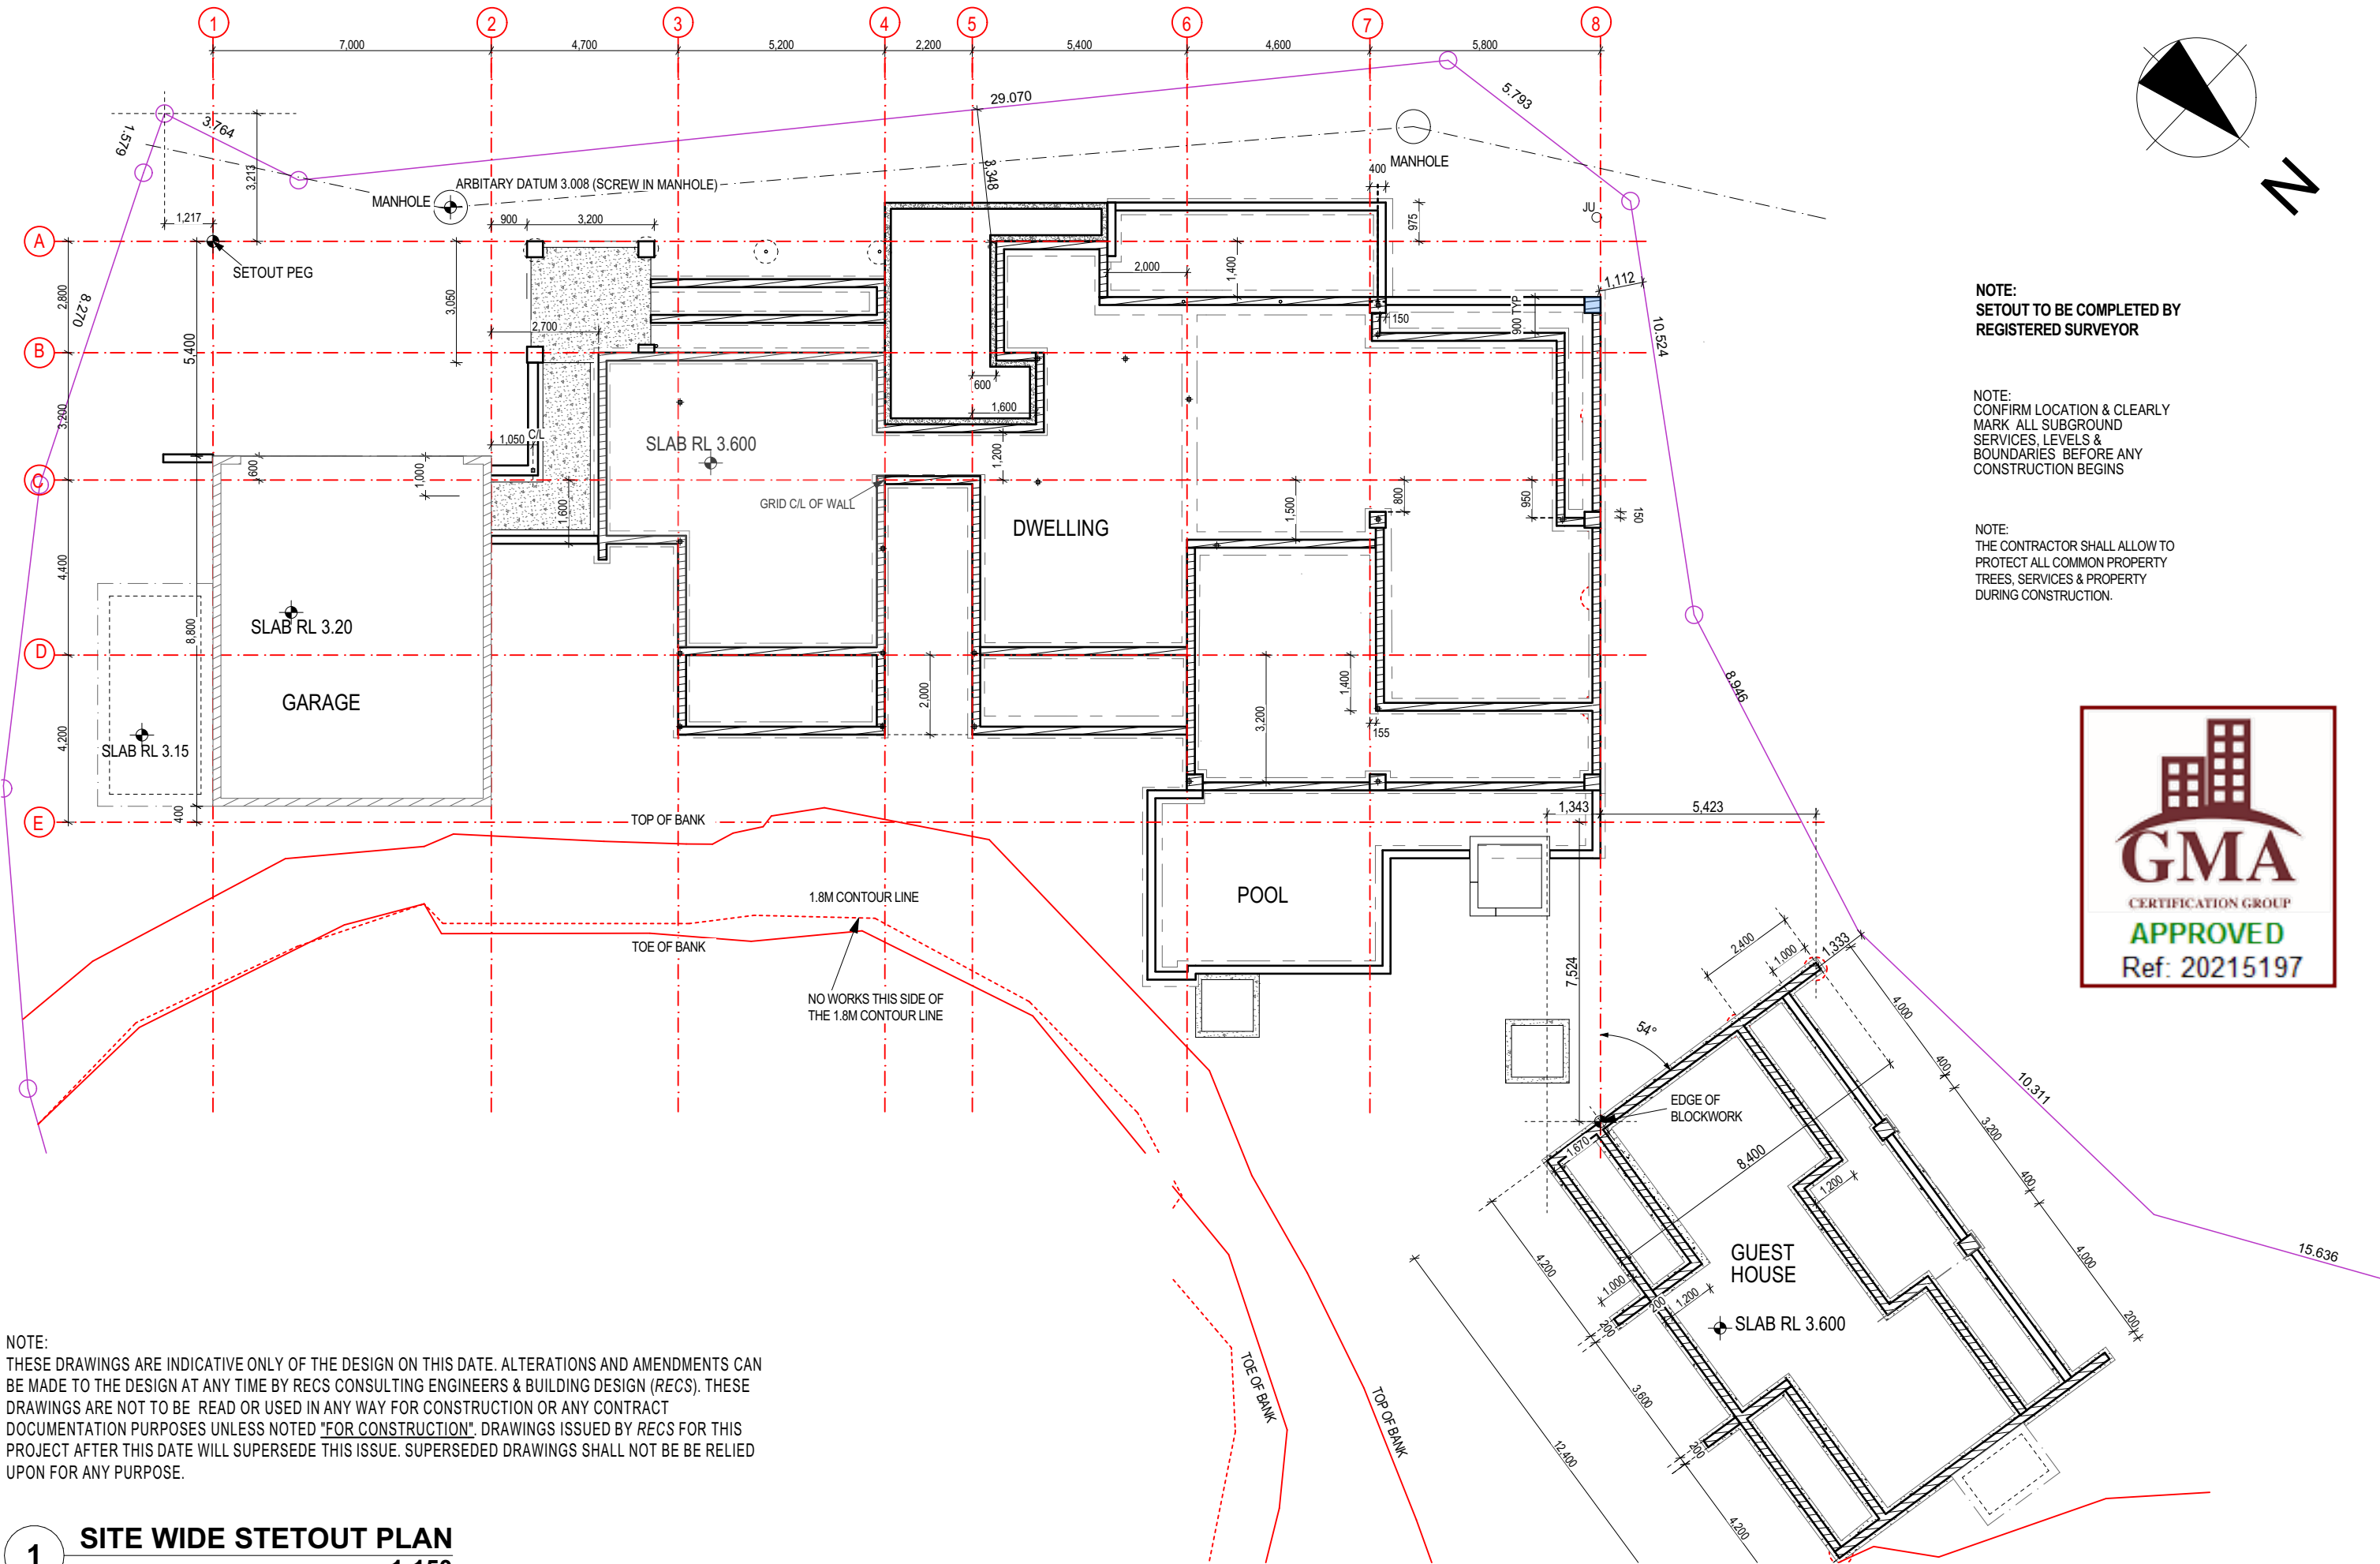 1
2
3
4
5
6
7
8
7,000
4,700
5,200
2,200
5,400
4,600
5,800
29.070
5.793
3.764
1.579
3,213
3,348
MANHOLE
400
ARBITARY DATUM 3.008 (SCREW IN MANHOLE)
MANHOLE
JU
N
1,217
900
3,200
975
A
SETOUT PEG
2,000
1,400
1,112
2,800
8.270
3,050
5,400
2,700
150
900 TYP
10.524
B
600
1,600
3,200
1,050
C/L
SLAB RL 3.600
1,200
600
1,000
C
GRID C/L OF WALL
1,600
1,500
800
950
150
DWELLING
4,400
SLAB RL 3.20
8,800
D
GARAGE
2,000
3,200
1,400
155
8.946
4,200
SLAB RL 3.15
400
E
TOP OF BANK
1,343
5,423
POOL
1.8M CONTOUR LINE
TOE OF BANK
NO WORKS THIS SIDE OF
THE 1.8M CONTOUR LINE
7,524
2,400
1,000
1,333
4,000
54°
EDGE OF
BLOCKWORK
400
10.311
3,200
1,670
8,400
1,200
400
GUEST
HOUSE
4,000
15.636
4,200
1,000
200
1,200
200
SLAB RL 3.600
200
3,600
200
12,400
4,200
TOE OF BANK
TOP OF BANK
NOTE:
SETOUT TO BE COMPLETED BY
REGISTERED SURVEYOR
NOTE:
CONFIRM LOCATION & CLEARLY
MARK ALL SUBGROUND
SERVICES, LEVELS &
BOUNDARIES BEFORE ANY
CONSTRUCTION BEGINS
NOTE:
THE CONTRACTOR SHALL ALLOW TO
PROTECT ALL COMMON PROPERTY
TREES, SERVICES & PROPERTY
DURING CONSTRUCTION.
GMA
CERTIFICATION GROUP
APPROVED
Ref: 20215197
NOTE:
THESE DRAWINGS ARE INDICATIVE ONLY OF THE DESIGN ON THIS DATE. ALTERATIONS AND AMENDMENTS CAN
BE MADE TO THE DESIGN AT ANY TIME BY RECS CONSULTING ENGINEERS & BUILDING DESIGN (RECS). THESE
DRAWINGS ARE NOT TO BE READ OR USED IN ANY WAY FOR CONSTRUCTION OR ANY CONTRACT
DOCUMENTATION PURPOSES UNLESS NOTED "FOR CONSTRUCTION". DRAWINGS ISSUED BY RECS FOR THIS
PROJECT AFTER THIS DATE WILL SUPERSEDE THIS ISSUE. SUPERSEDED DRAWINGS SHALL NOT BE BE RELIED
UPON FOR ANY PURPOSE.
1
SITE WIDE STETOUT PLAN